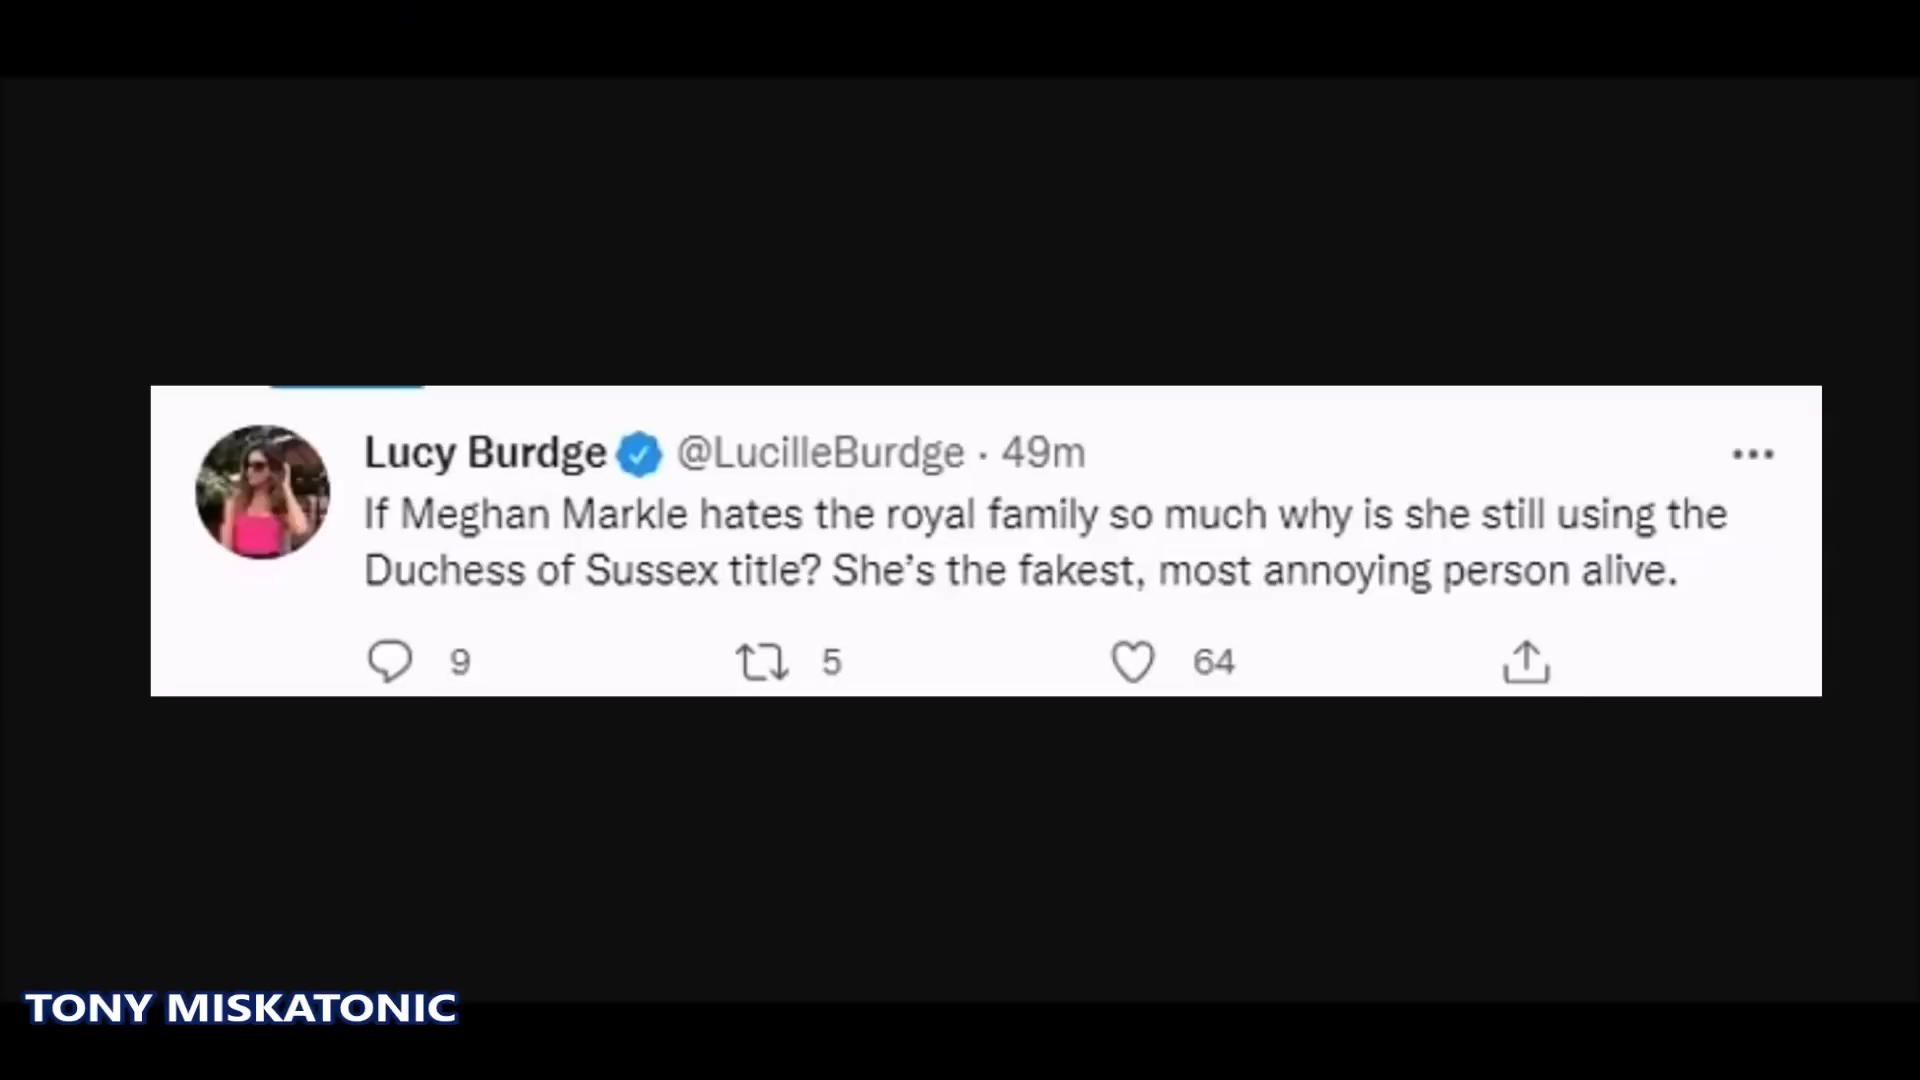 Lucy Burdge @LucilleBurdge · 49m
If Meghan Markle hates the royal family so much why is she still using the
Duchess of Sussex title? She’s the fakest, most annoying person alive.
9 5 64
TONY MISKATONIC